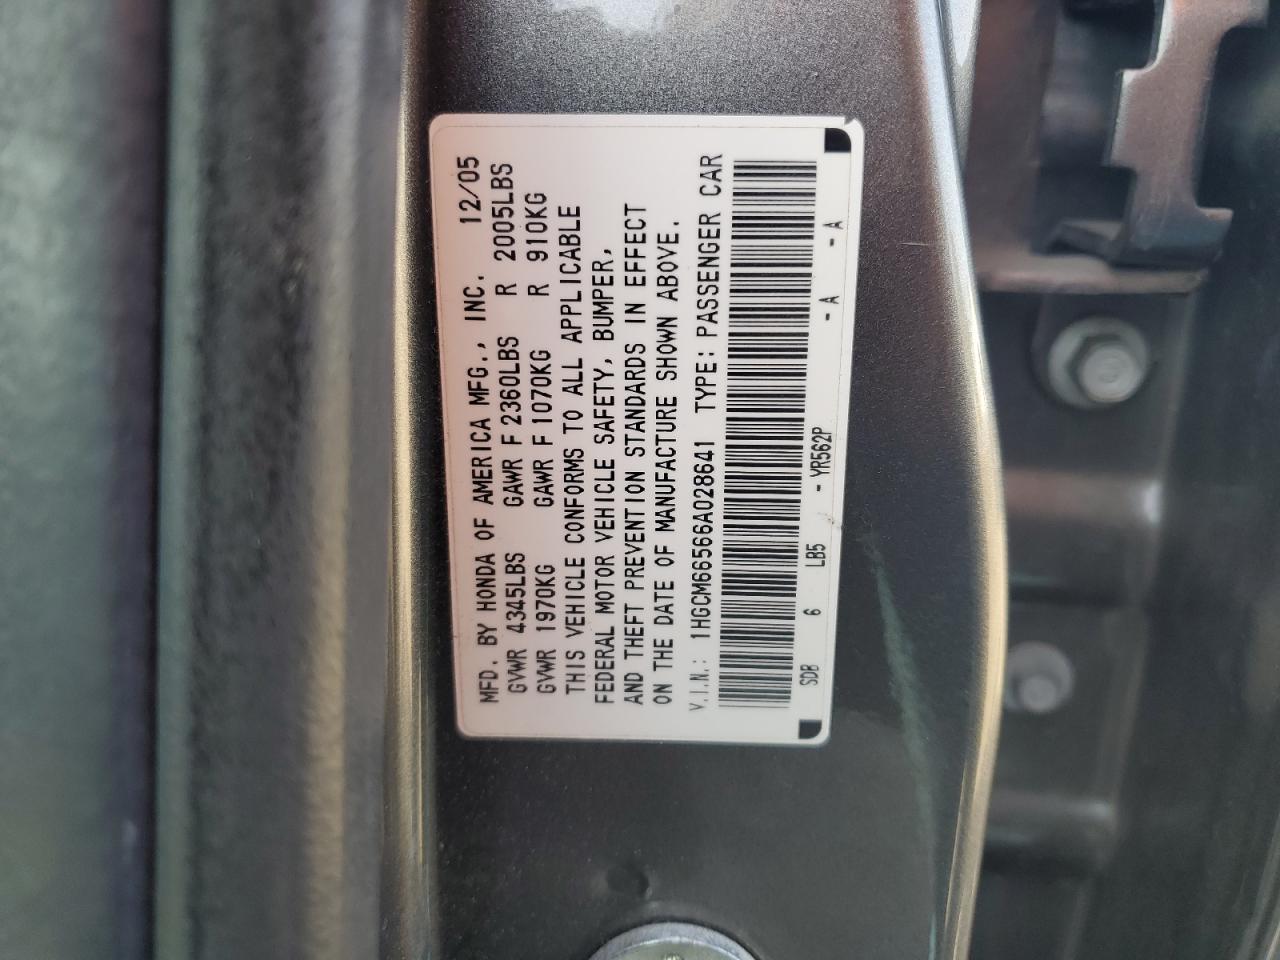 MFD. BY HONDA OF AMERICA MFG., INC. 12/05
GVWR 4345LBS GAWR F 2360LBS R 2005LBS
GVWR 1970KG GAWR F 1070KG R 910KG
THIS VEHICLE CONFORMS TO ALL APPLICABLE
FEDERAL MOTOR VEHICLE SAFETY, BUMPER,
AND THEFT PREVENTION STANDARDS IN EFFECT
ON THE DATE OF MANUFACTURE SHOWN ABOVE.
V.I.N.: 1HGCM66566A028641 TYPE: PASSENGER CAR
SDB 6 LB5 - YR562P - A - A